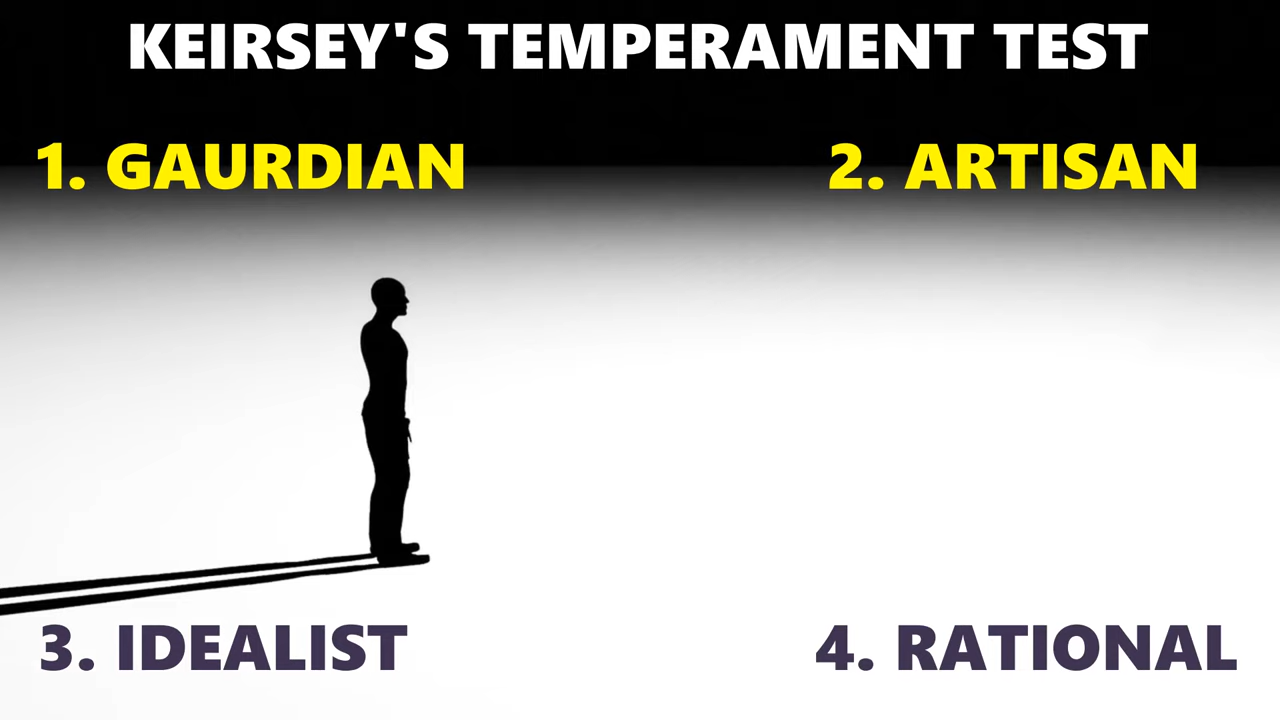 KEIRSEY'S TEMPERAMENT TEST
1. GAURDIAN
2. ARTISAN
3. IDEALIST
4. RATIONAL